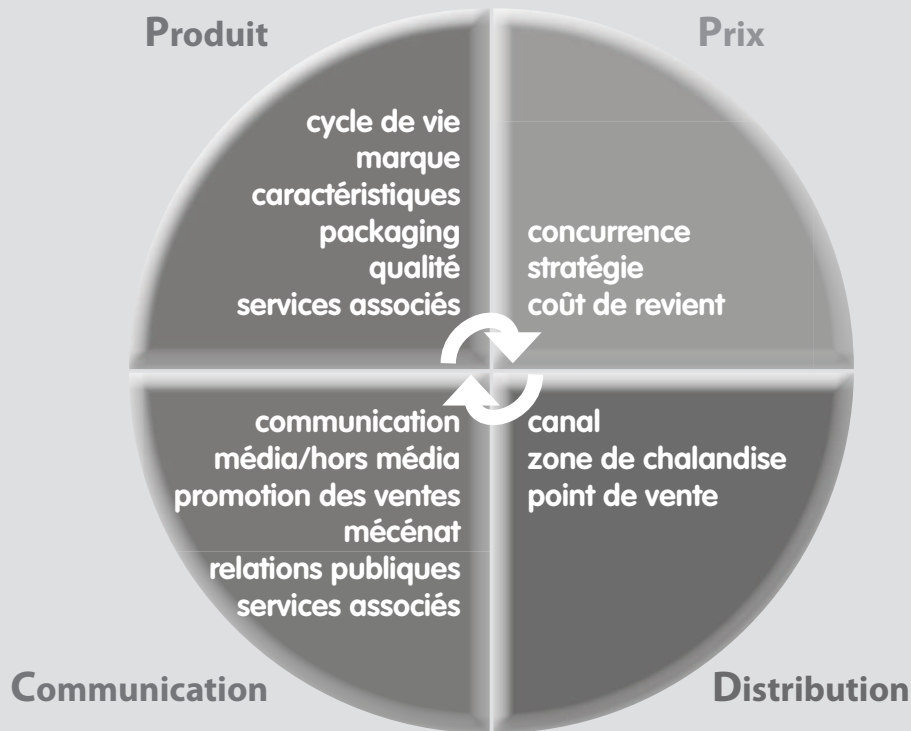 Produit
cycle de vie
marque
caractéristiques
packaging
qualité
services associés
Prix
concurrence
stratégie
coût de revient
communication
média/hors média
promotion des ventes
mécénat
relations publiques
services associés
Communication
canal
zone de chalandise
point de vente
Distribution